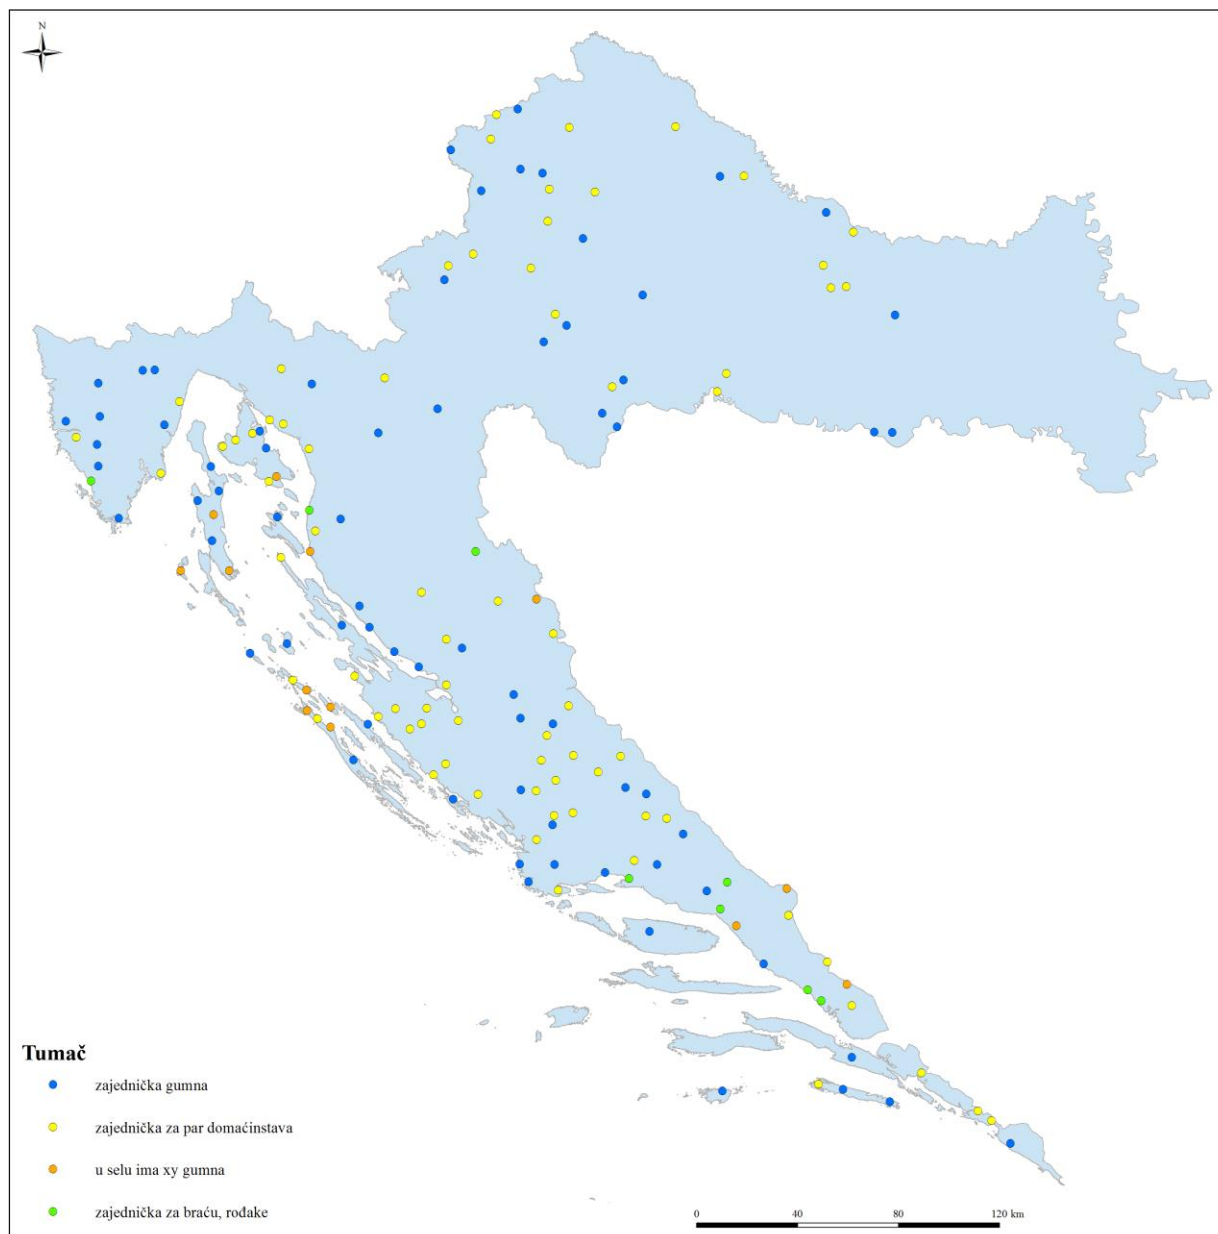 N
Tumač
zajednička gumna
zajednička za par domaćinstava
u selu ima xy gumna
zajednička za braću, rođake
0 40 80 120 km